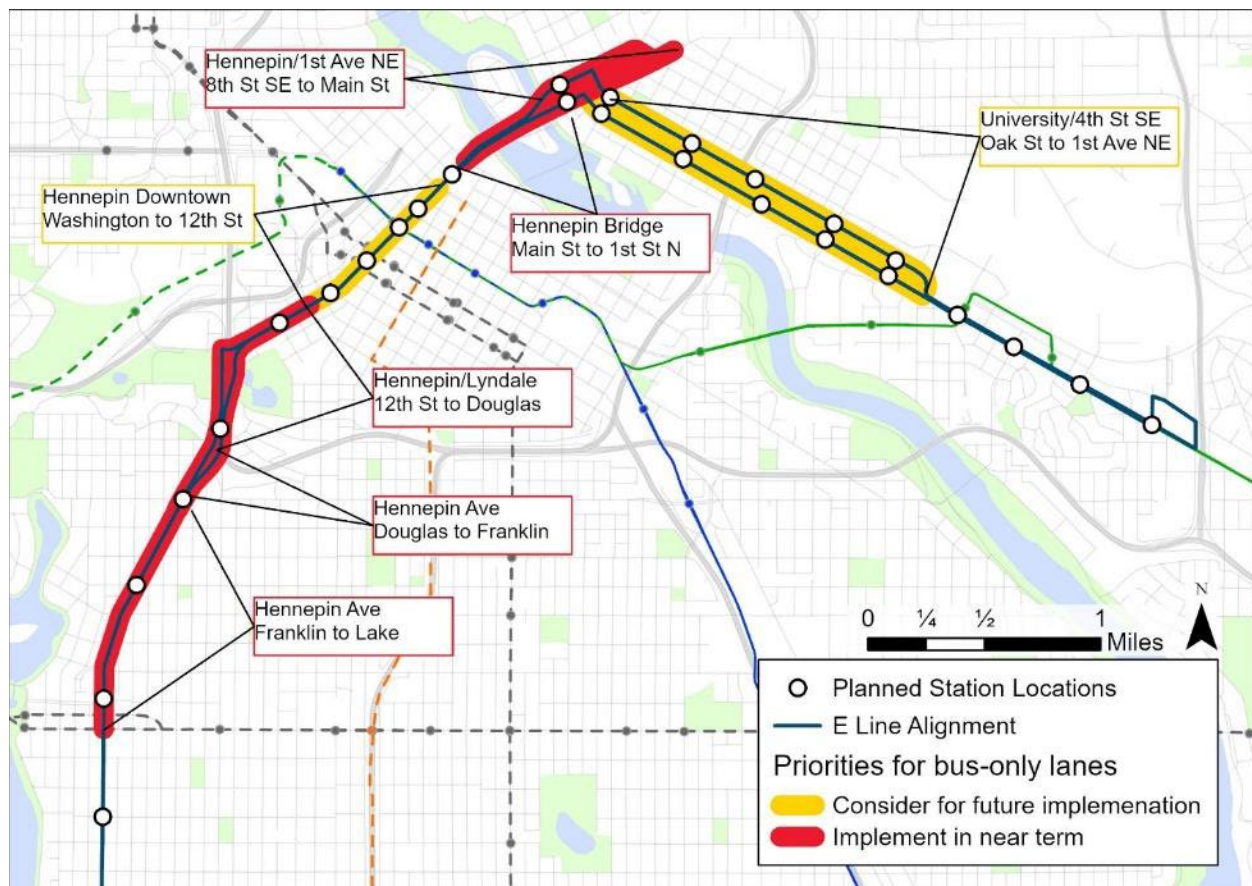 Hennepin/1st Ave NE
8th St SE to Main St
University/4th St SE
Oak St to 1st Ave NE
Hennepin Downtown
Washington to 12th St
Hennepin Bridge
Main St to 1st St N
Hennepin/Lyndale
12th St to Douglas
Hennepin Ave
Douglas to Franklin
Hennepin Ave
Franklin to Lake
N
0 ¼ ½ 1
Miles
Planned Station Locations
E Line Alignment
Priorities for bus-only lanes
Consider for future implemenation
Implement in near term